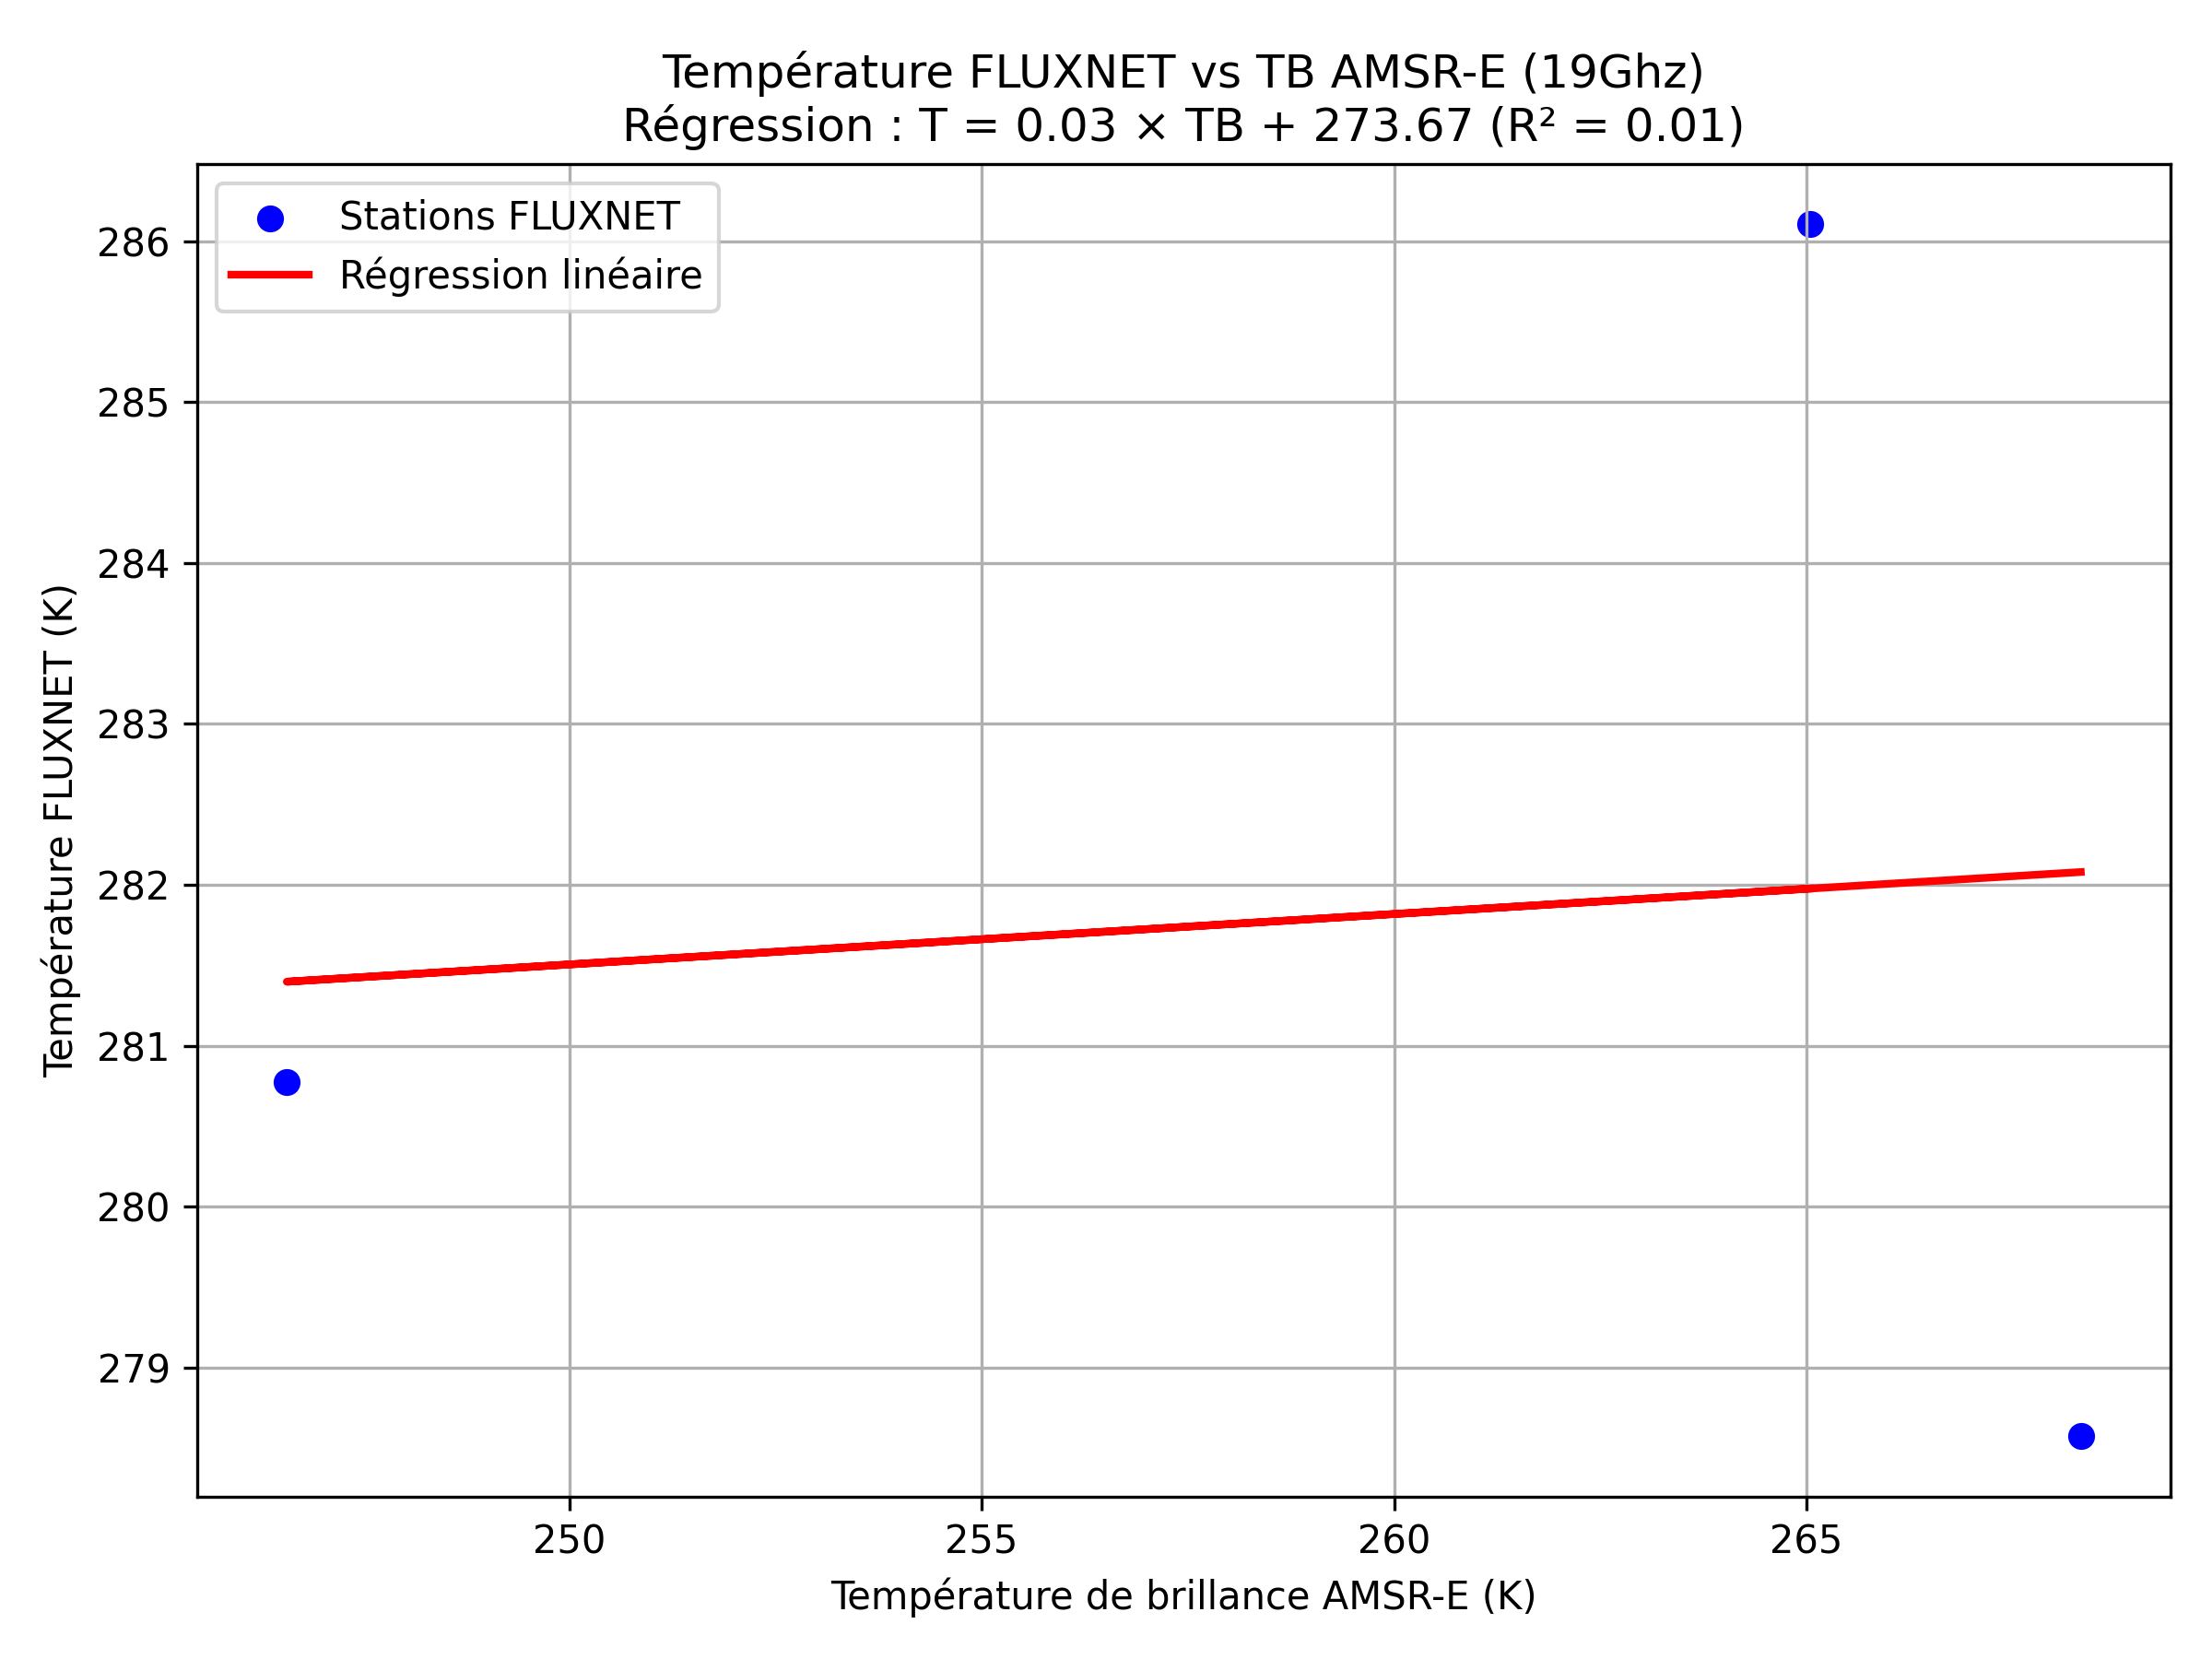 Température FLUXNET vs TB AMSR-E (19Ghz)
Régression : T = 0.03 × TB + 273.67 (R² = 0.01)
Stations FLUXNET
Régression linéaire
286
285
284
283
282
281
280
279
Température FLUXNET (K)
250 255 260 265
Température de brillance AMSR-E (K)